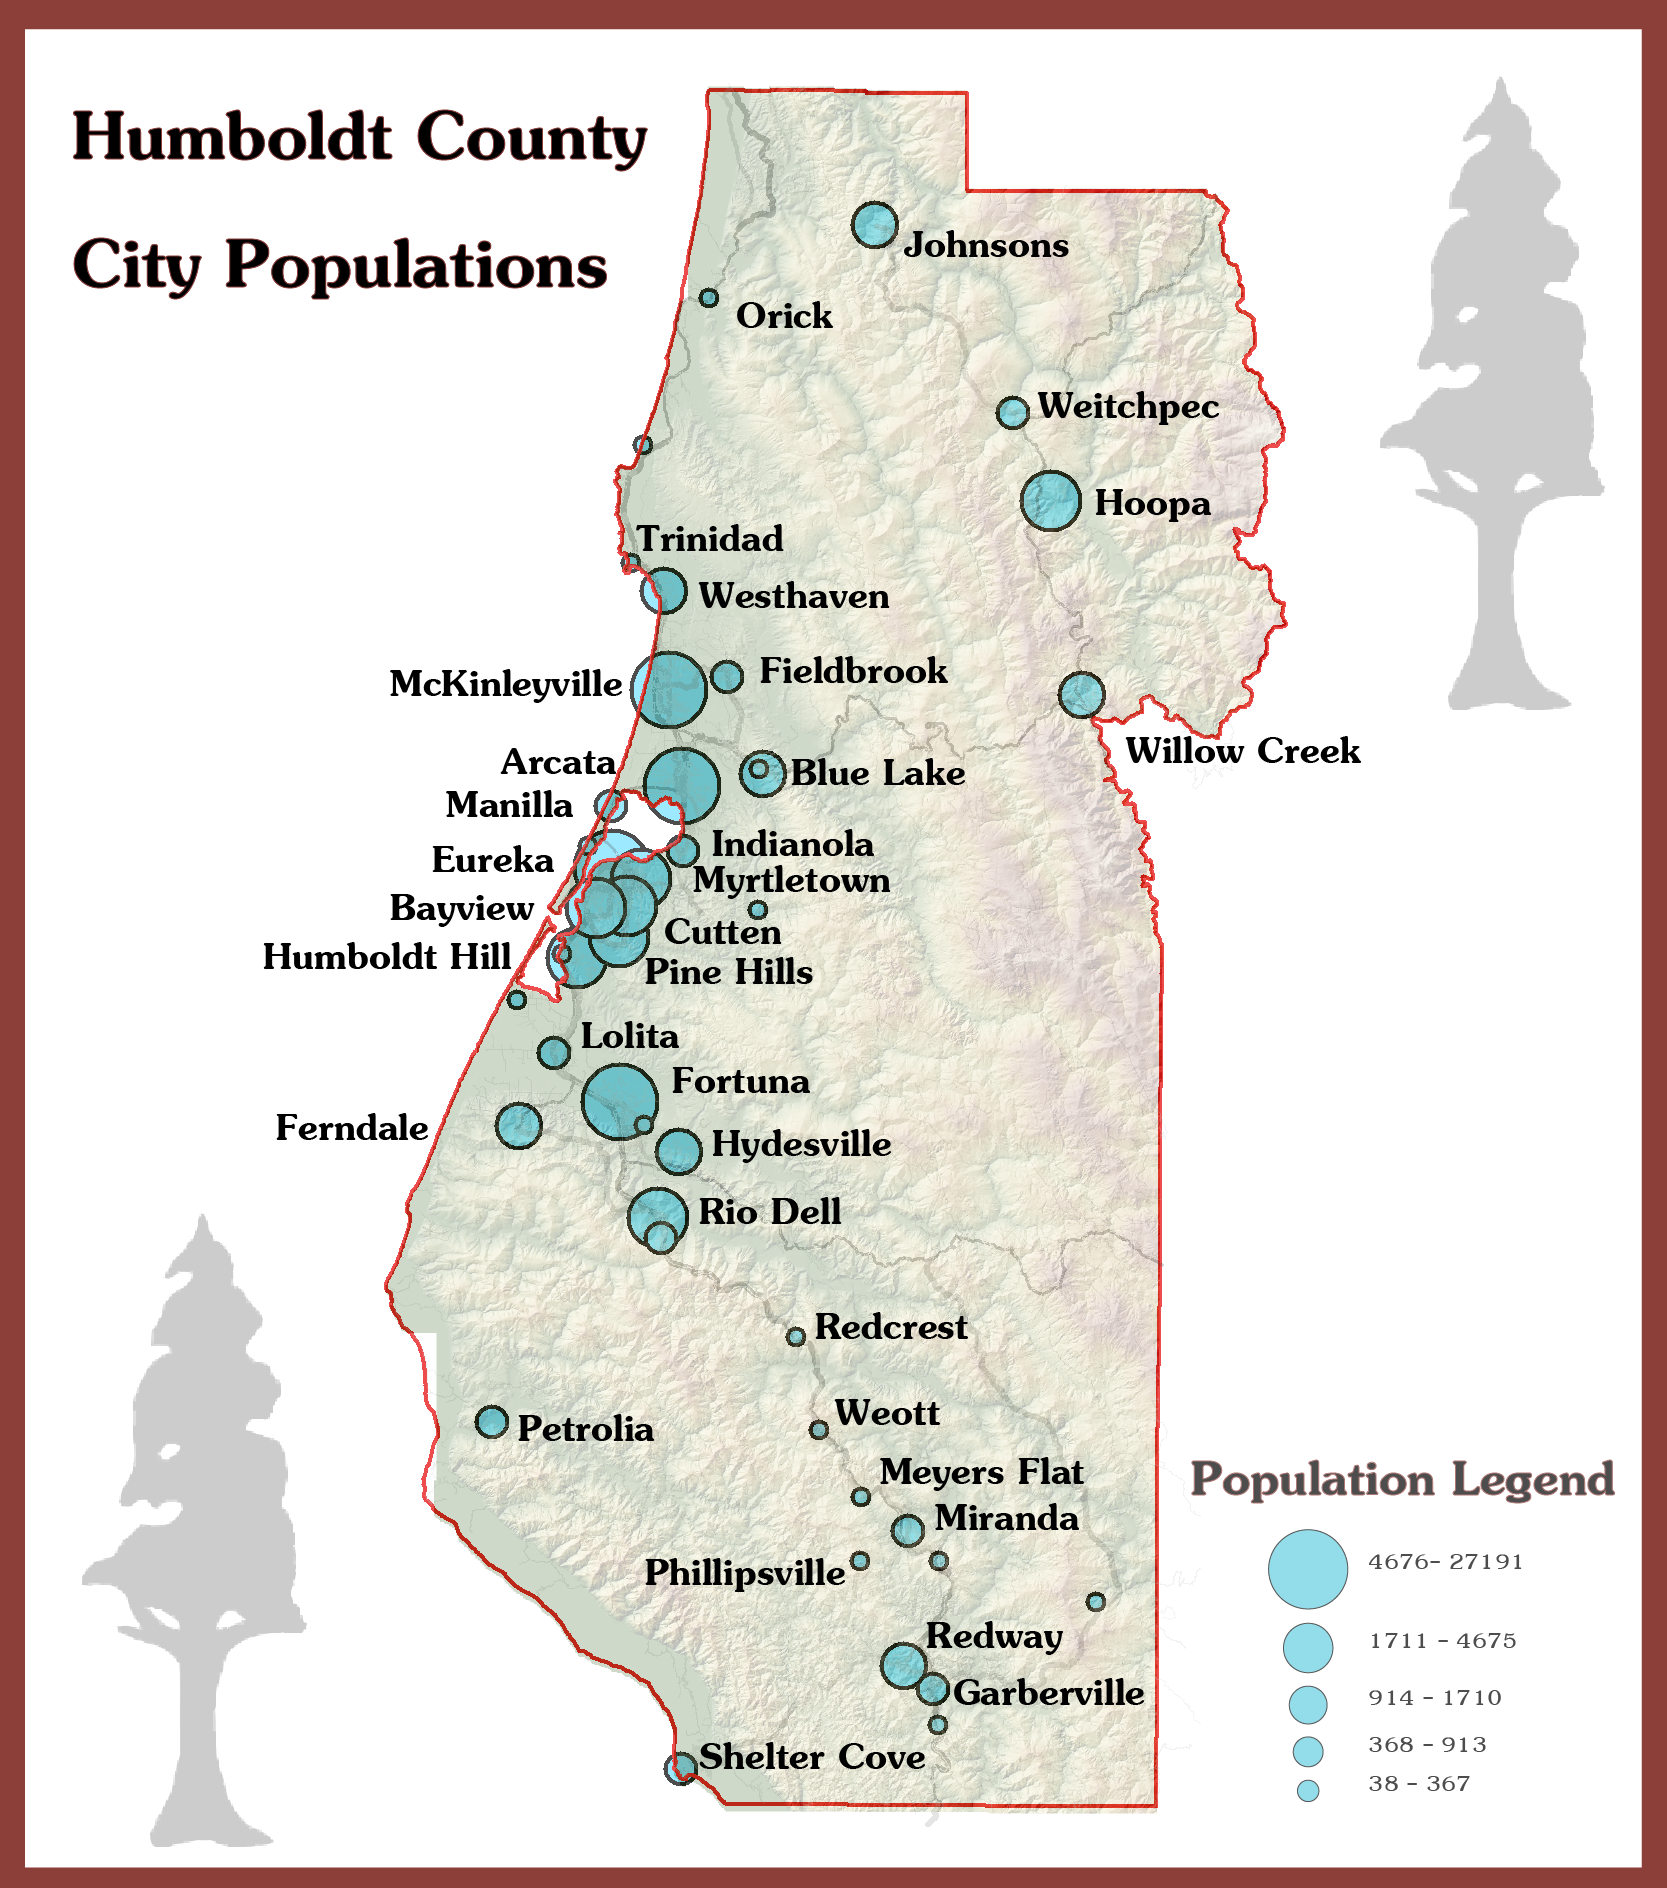 Humboldt County
City Populations
Johnsons
Orick
Weitchpec
Hoopa
Trinidad
Westhaven
Fieldbrook
McKinleyville
Willow Creek
Arcata
Blue Lake
Manilla
Indianola
Eureka
Myrtletown
Bayview
Cutten
Humboldt Hill
Pine Hills
Lolita
Fortuna
Ferndale
Hydesville
Rio Dell
Redcrest
Weott
Petrolia
Meyers Flat
Miranda
Phillipsville
Redway
Garberville
Shelter Cove
Population Legend
4676- 27191
1711 - 4675
914 - 1710
368 - 913
38 - 367